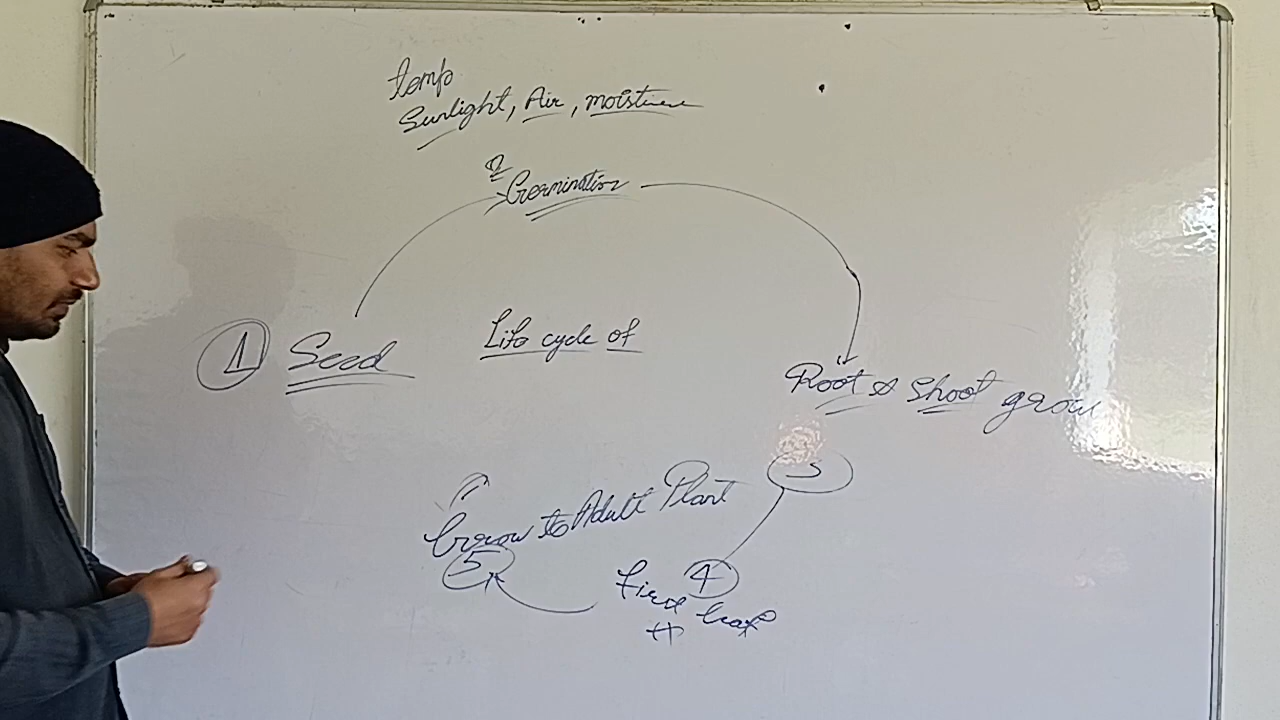 temp
Sunlight, Air, moisture
2
Germination
Life cycle of
1 Seed
Root & Shoot grow
3
Grow to Adult Plant
5
4
first leaf